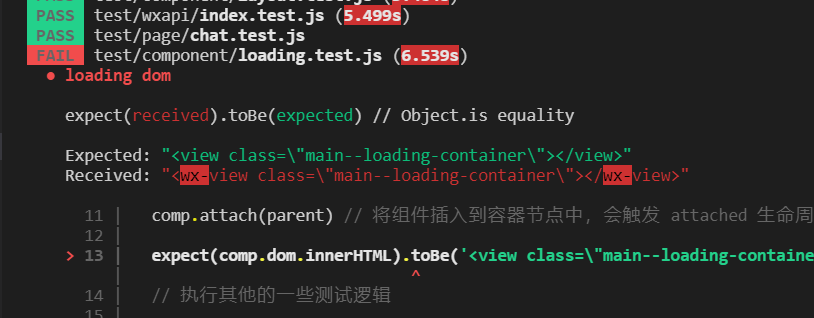 PASS test/wxapi/index.test.js (5.499s)
PASS test/page/chat.test.js
FAIL test/component/loading.test.js (6.539s)
● loading dom
expect(received).toBe(expected) // Object.is equality
Expected: "<view class=\"main--loading-container\"></view>"
Received: "<wx-view class=\"main--loading-container\"></wx-view>"
11 | comp.attach(parent) // 将组件插入到容器节点中，会触发 attached 生命周
12 |
> 13 | expect(comp.dom.innerHTML).toBe('<view class=\"main--loading-containe
| ^
14 | // 执行其他的一些测试逻辑
15